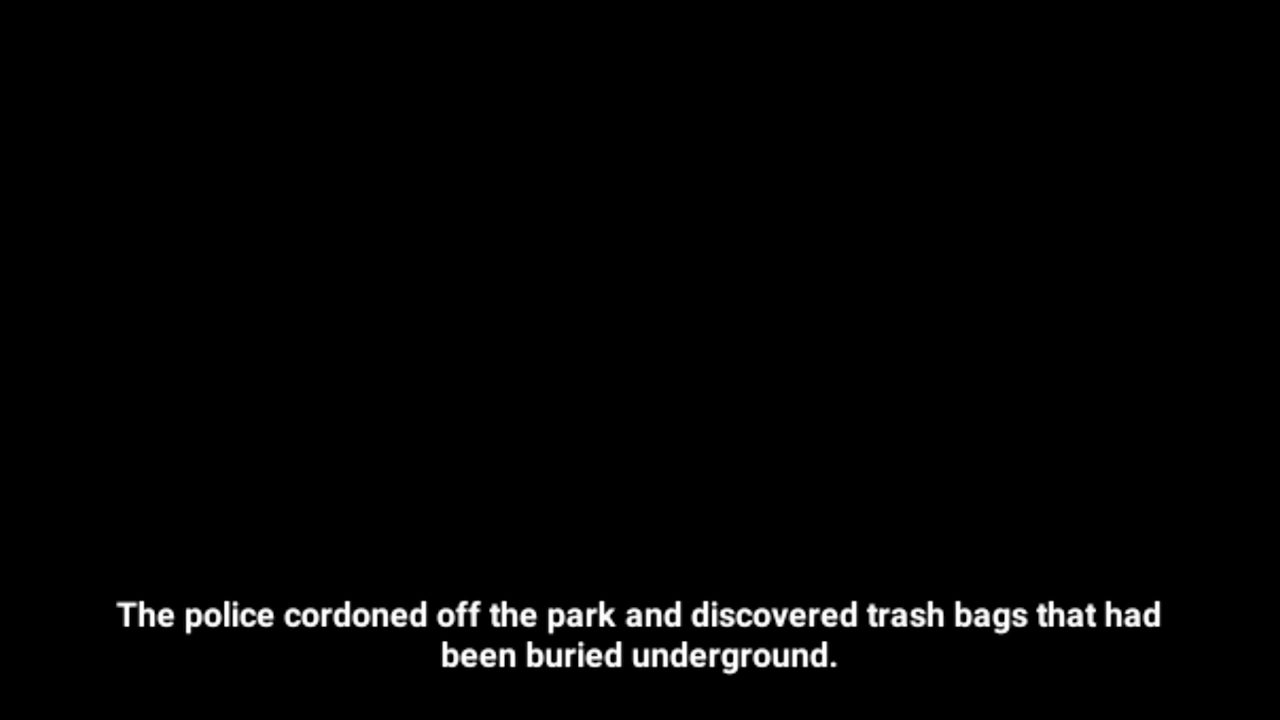 The police cordoned off the park and discovered trash bags that had
been buried underground.